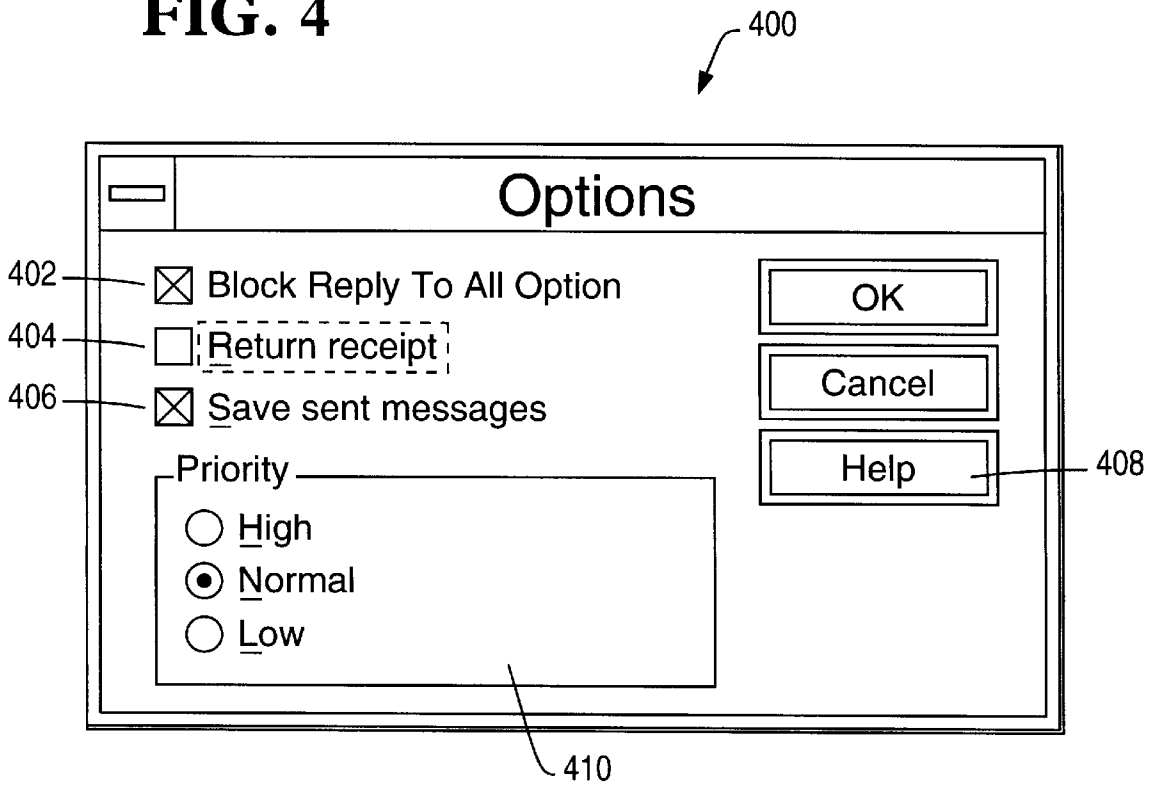 FIG. 4
400
Options
402
Block Reply To All Option
OK
404
Return receipt
Cancel
406
Save sent messages
Priority
Help
408
High
Normal
Low
410